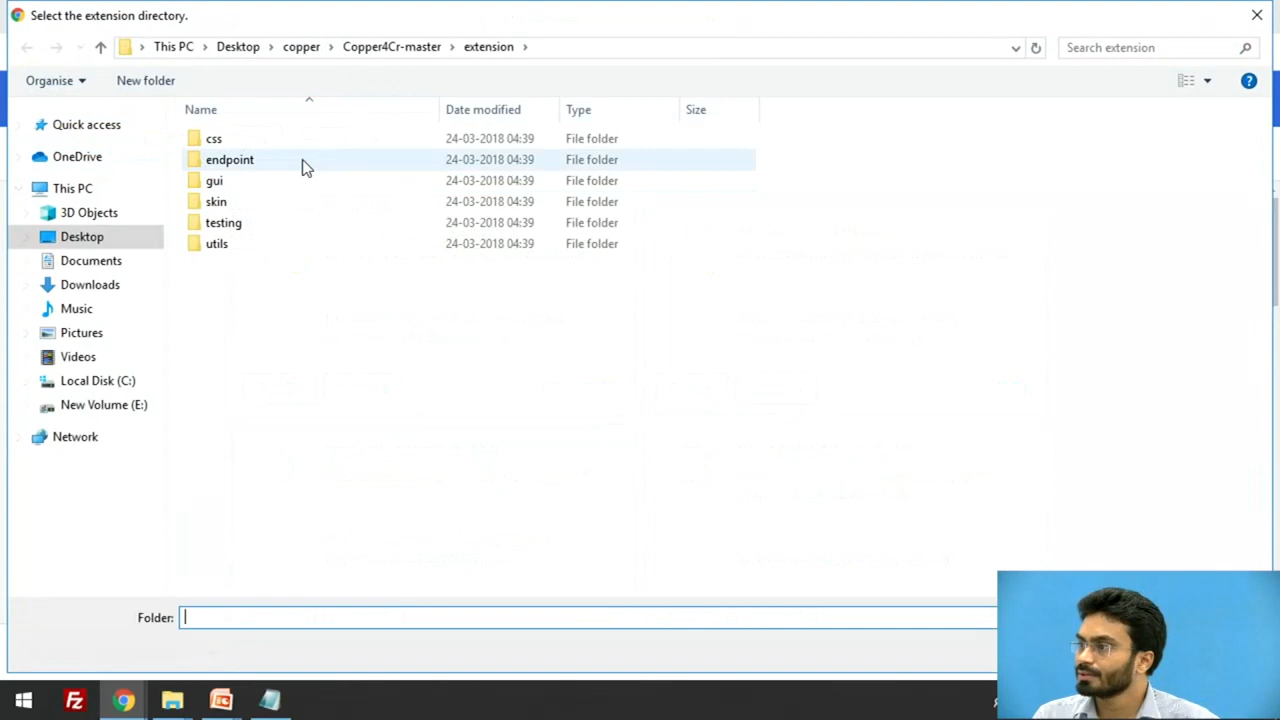 Select the extension directory.
This PC > Desktop > copper > Copper4Cr-master > extension >
Search extension
Organise
New folder
Name
Date modified
Type
Size
Quick access
OneDrive
This PC
3D Objects
Desktop
Documents
Downloads
Music
Pictures
Videos
Local Disk (C:)
New Volume (E:)
Network
css 24-03-2018 04:39 File folder
endpoint 24-03-2018 04:39 File folder
gui 24-03-2018 04:39 File folder
skin 24-03-2018 04:39 File folder
testing 24-03-2018 04:39 File folder
utils 24-03-2018 04:39 File folder
Folder: